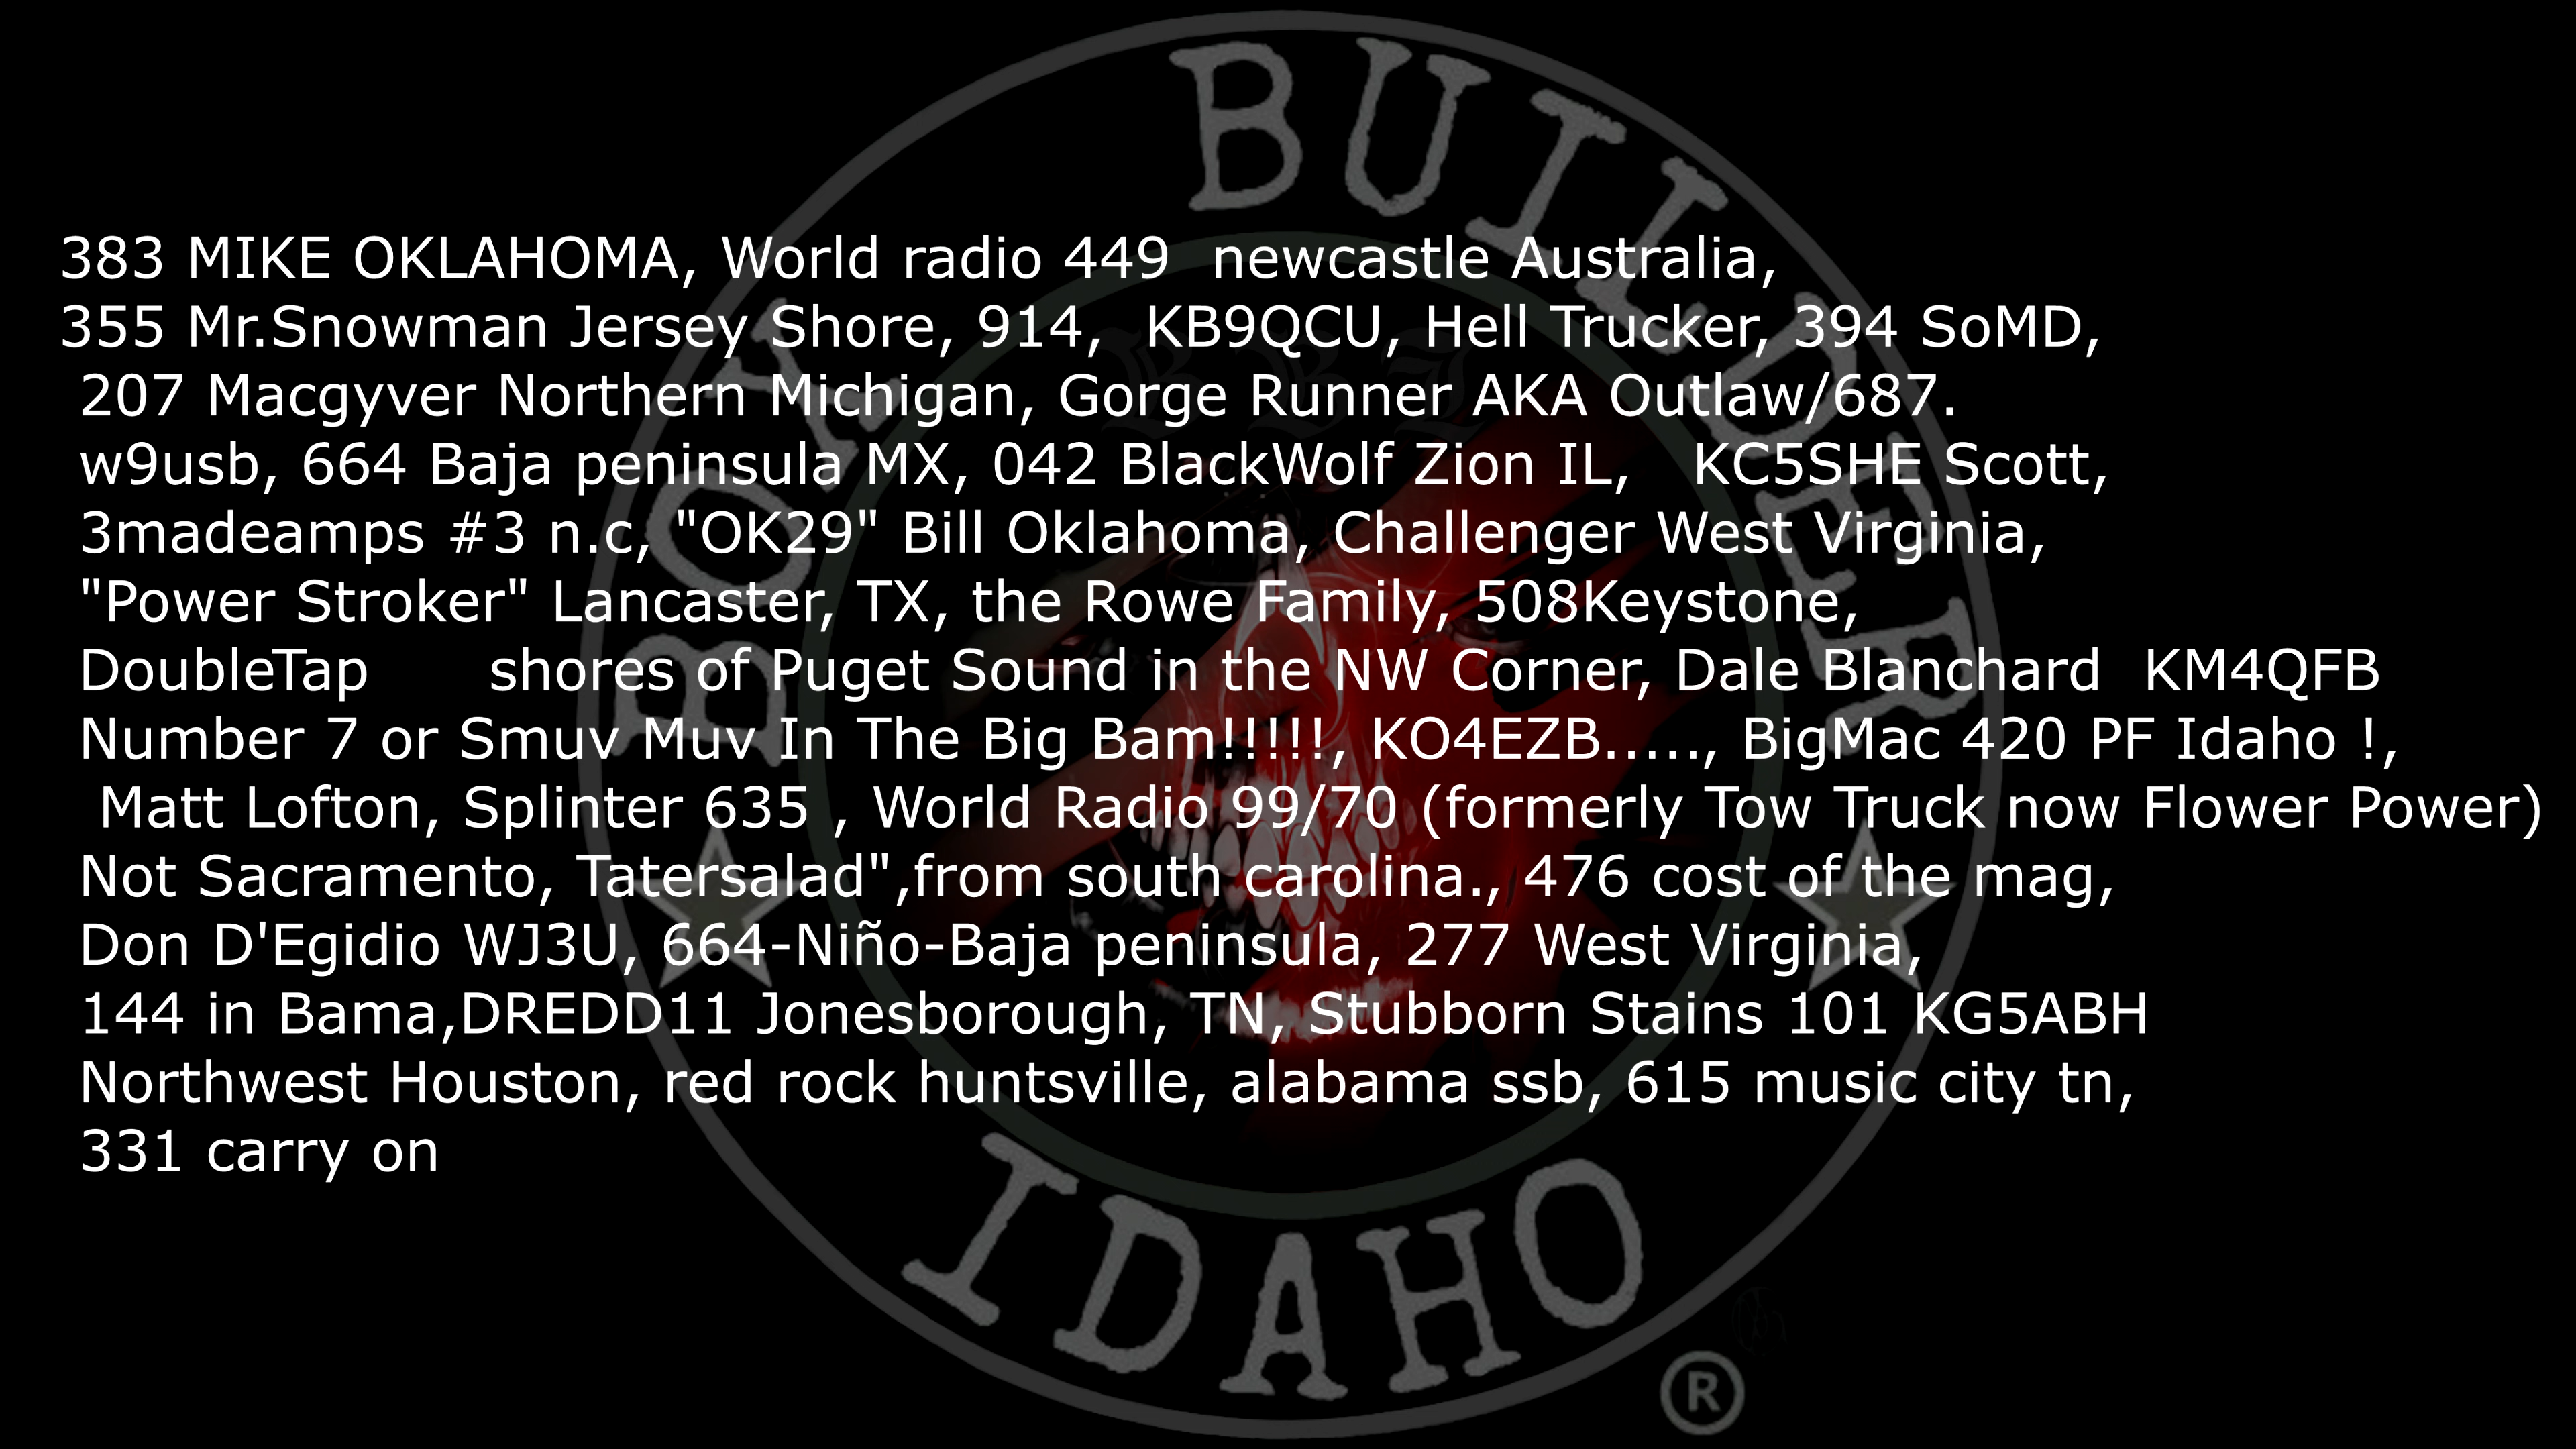 BOX BUILDER
BBI
383 MIKE OKLAHOMA, World radio 449  newcastle Australia,
355 Mr.Snowman Jersey Shore, 914,  KB9QCU, Hell Trucker, 394 SoMD,
207 Macgyver Northern Michigan, Gorge Runner AKA Outlaw/687.
w9usb, 664 Baja peninsula MX, 042 BlackWolf Zion IL,   KC5SHE Scott,
3madeamps #3 n.c, "OK29" Bill Oklahoma, Challenger West Virginia,
"Power Stroker" Lancaster, TX, the Rowe Family, 508Keystone,
DoubleTap      shores of Puget Sound in the NW Corner, Dale Blanchard  KM4QFB
Number 7 or Smuv Muv In The Big Bam!!!!!, KO4EZB....., BigMac 420 PF Idaho !,
Matt Lofton, Splinter 635 , World Radio 99/70 (formerly Tow Truck now Flower Power)
Not Sacramento, Tatersalad",from south carolina., 476 cost of the mag,
Don D'Egidio WJ3U, 664-Niño-Baja peninsula, 277 West Virginia,
144 in Bama,DREDD11 Jonesborough, TN, Stubborn Stains 101 KG5ABH
Northwest Houston, red rock huntsville, alabama ssb, 615 music city tn,
331 carry on
IDAHO
®